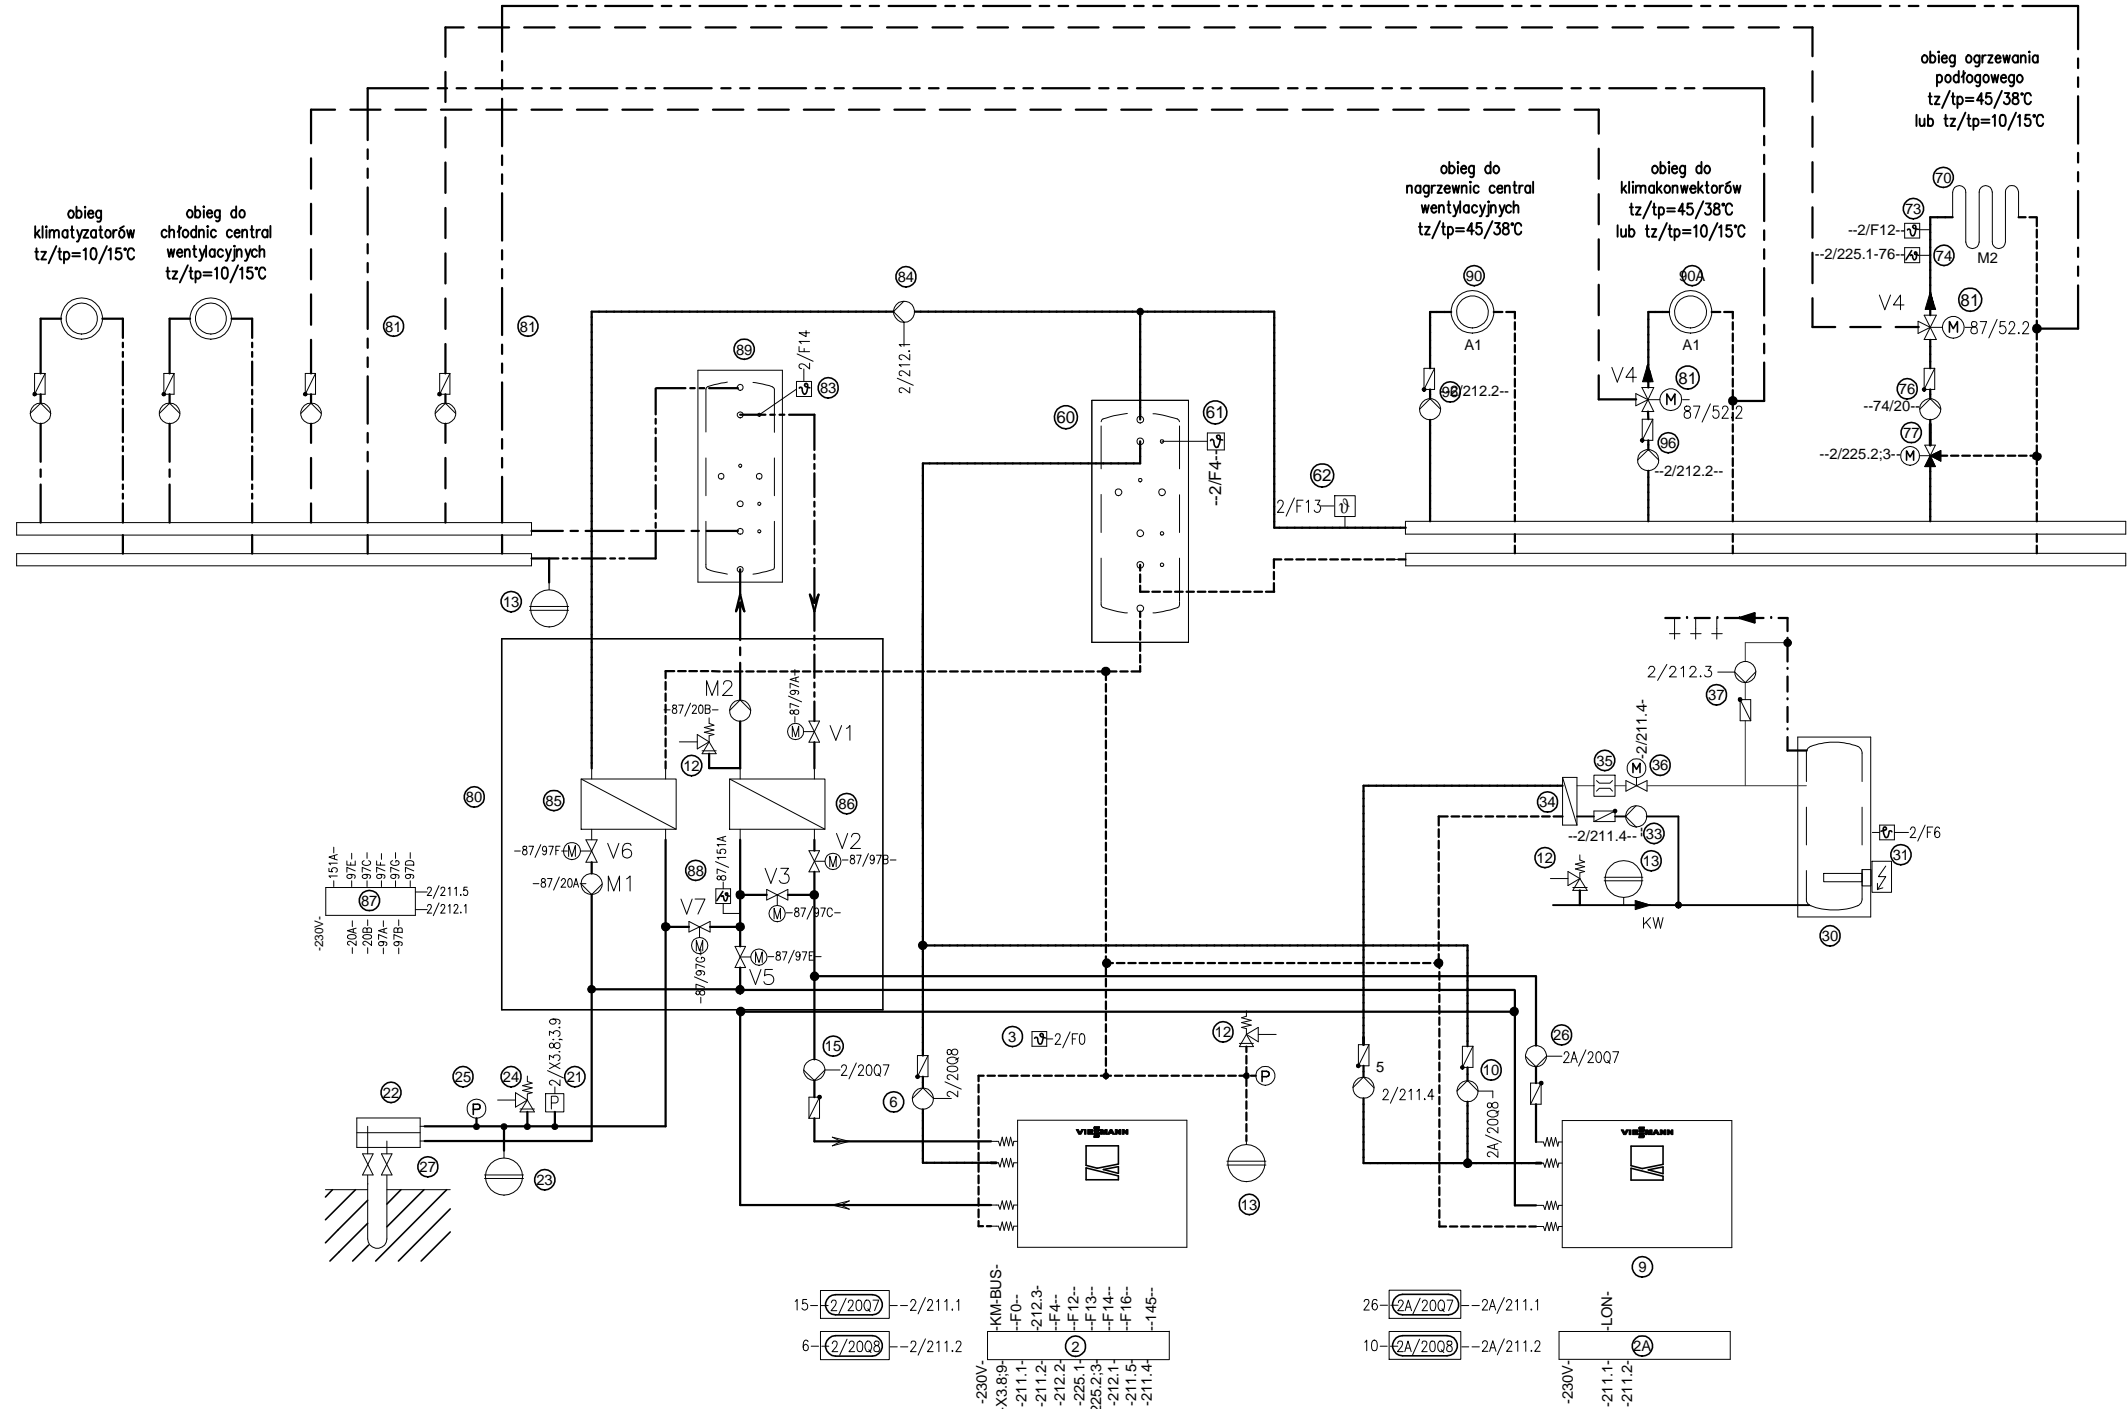 obieg ogrzewania
podłogowego
tz/tp=45/38°C
lub tz/tp=10/15°C
obieg do
nagrzewnic central
wentylacyjnych
tz/tp=45/38°C
obieg do
klimakonwektorów
tz/tp=45/38°C
lub tz/tp=10/15°C
obieg
klimatyzatorów
tz/tp=10/15°C
obieg do
chłodnic central
wentylacyjnych
tz/tp=10/15°C
70
73
--2/F12--
--2/225.1-76--
74
M2
81
81
84
2/212.1
90
A1
90A
A1
V4
81
87/52.2
89
2/F14
83
60
61
--2/F4--
62
2/F13
2/212.2--
V4
81
87/52.2
96
--2/212.2--
76
--74/20--
77
--2/225.2;3--
M
13
80
M2
-87/20B-
12
-87/97A-
M
V1
85
86
-87/97F-
M
V6
-87/20A-
M1
88
-87/151A
V2
M
-87/97B-
V3
M
-87/97C-
V7
M
-87/97G-
M
-87/97E-
V5
-151A-
-97E-
-97C-
-97F-
-97G-
-97D-
87
-2/211.5
-2/212.1
-230V-
-20A-
-20B-
-97A-
-97B-
2/212.3
37
--2/211.4-
35
M
36
34
--2/211.4--
33
2/F6
31
12
13
KW
30
22
25
P
24
2/X3.8;3.9
21
P
23
27
15
2/20Q7
6
2/20Q8
3
2/F0
12
P
13
VIESMANN
5
2/211.4
10
2A/20Q8
26
2A/20Q7
VIESMANN
9
15-
2/20Q7
--2/211.1
6-
2/20Q8
--2/211.2
-KM-BUS-
--F0--
-212.3-
--F4--
--F12--
--F13--
--F14--
--F16--
--145--
2
-230V-
-X3.8;9-
-211.1-
-211.2-
-212.2-
-225.1-
225.2;3-
-212.1-
-211.5-
-211.4-
26-
2A/20Q7
--2A/211.1
10-
2A/20Q8
--2A/211.2
-LON-
2A
-230V-
-211.1-
-211.2-